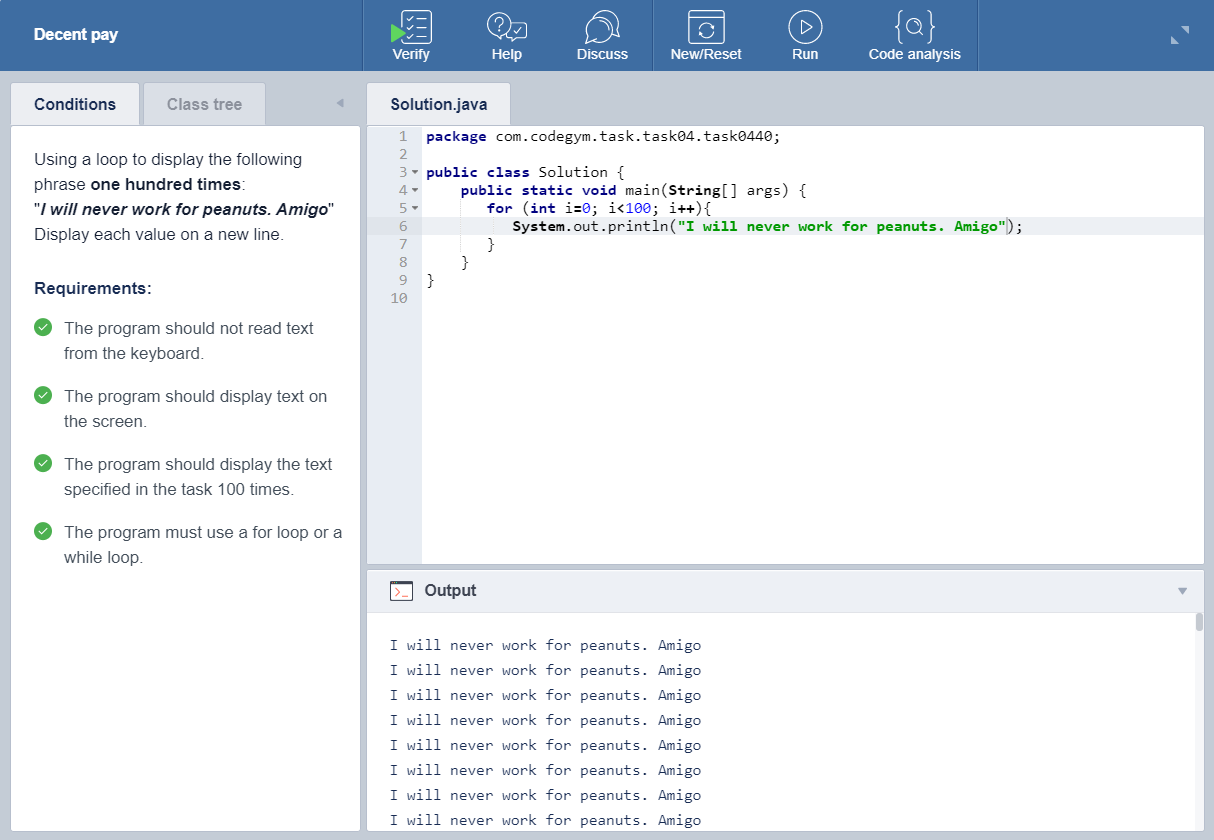 Decent pay
Verify
Help
Discuss
New/Reset
Run
Code analysis
Conditions
Class tree
Using a loop to display the following
phrase one hundred times:
"I will never work for peanuts. Amigo"
Display each value on a new line.
Requirements:
The program should not read text
from the keyboard.
The program should display text on
the screen.
The program should display the text
specified in the task 100 times.
The program must use a for loop or a
while loop.
Solution.java
1 package com.codegym.task.task04.task0440;
2
3 public class Solution {
4     public static void main(String[] args) {
5        for (int i=0; i<100; i++){
6           System.out.println("I will never work for peanuts. Amigo");
7        }
8     }
9 }
10
Output
I will never work for peanuts. Amigo
I will never work for peanuts. Amigo
I will never work for peanuts. Amigo
I will never work for peanuts. Amigo
I will never work for peanuts. Amigo
I will never work for peanuts. Amigo
I will never work for peanuts. Amigo
I will never work for peanuts. Amigo